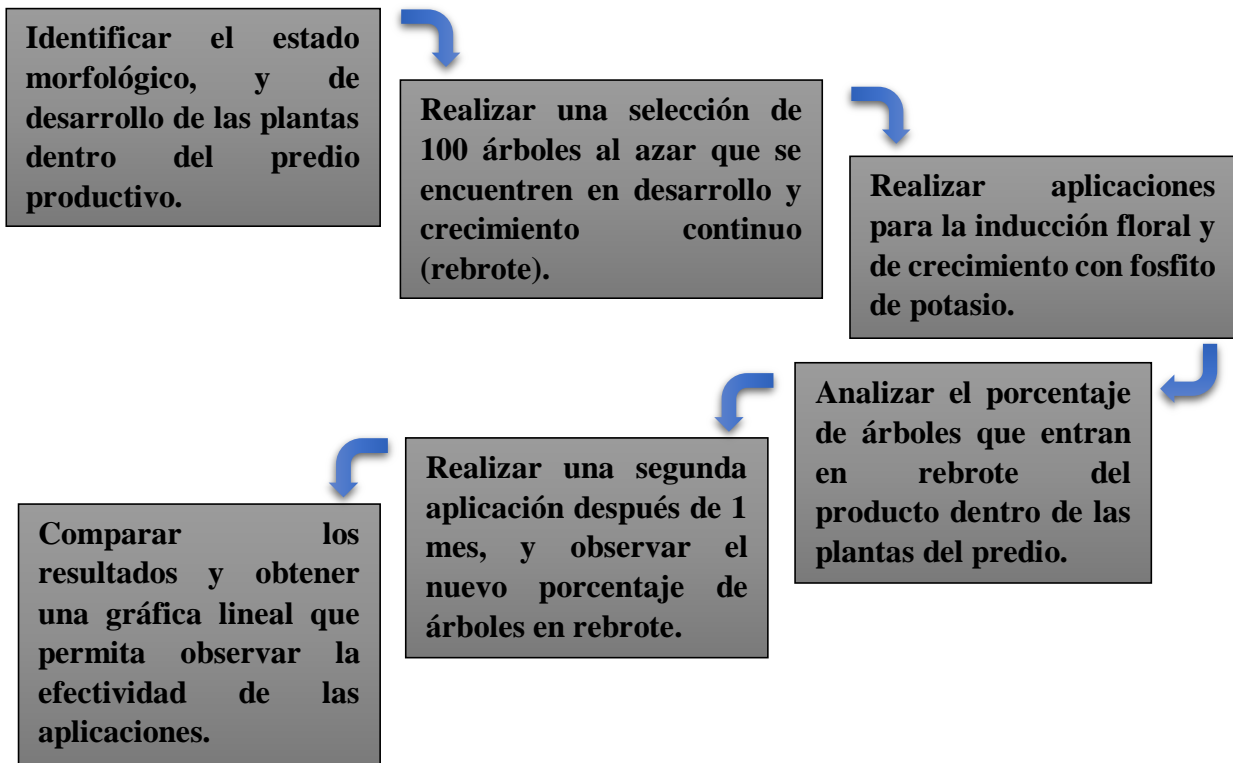 Identificar el estado
morfológico, y de
desarrollo de las plantas
dentro del predio
productivo.
Realizar una selección de
100 árboles al azar que se
encuentren en desarrollo y
crecimiento continuo
(rebrote).
Realizar aplicaciones
para la inducción floral y
de crecimiento con fosfito
de potasio.
Analizar el porcentaje
de árboles que entran
en rebrote del
producto dentro de las
plantas del predio.
Realizar una segunda
aplicación después de 1
mes, y observar el
nuevo porcentaje de
árboles en rebrote.
Comparar los
resultados y obtener
una gráfica lineal que
permita observar la
efectividad de las
aplicaciones.